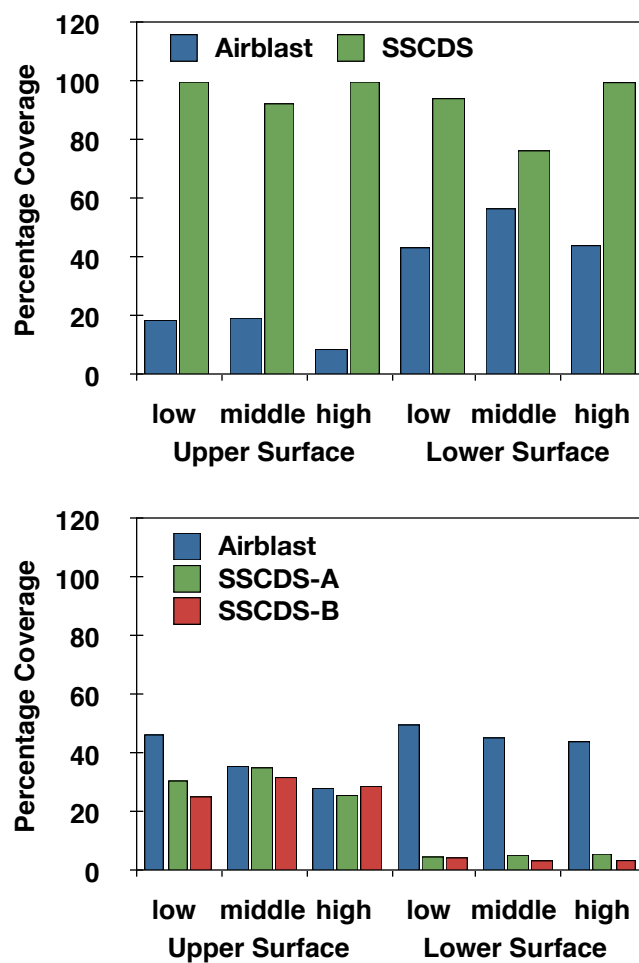 120
Airblast SSCDS
100
80
60
40
20
0
Percentage Coverage
low middle high low middle high
Upper Surface Lower Surface
120
Airblast
SSCDS-A
100
SSCDS-B
80
60
40
20
0
Percentage Coverage
low middle high low middle high
Upper Surface Lower Surface